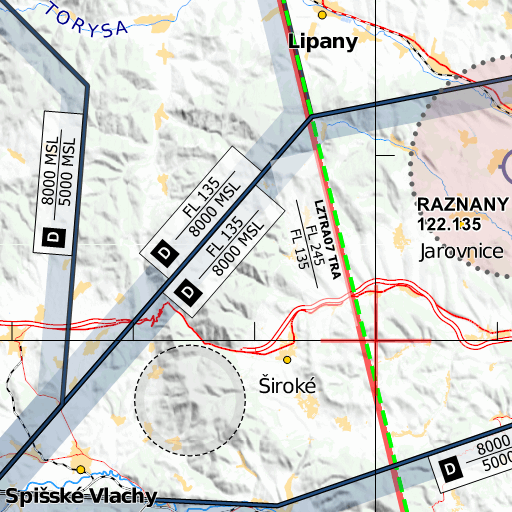 TORYSA
Lipany
8000 MSL
5000 MSL
D
FL 135
8000 MSL
D
FL 135
8000 MSL
D
LZTRA07 TRA
FL 245
FL 135
RAZNANY
122.135
Jarovnice
Široké
8000
5000
D
Spišské Vlachy